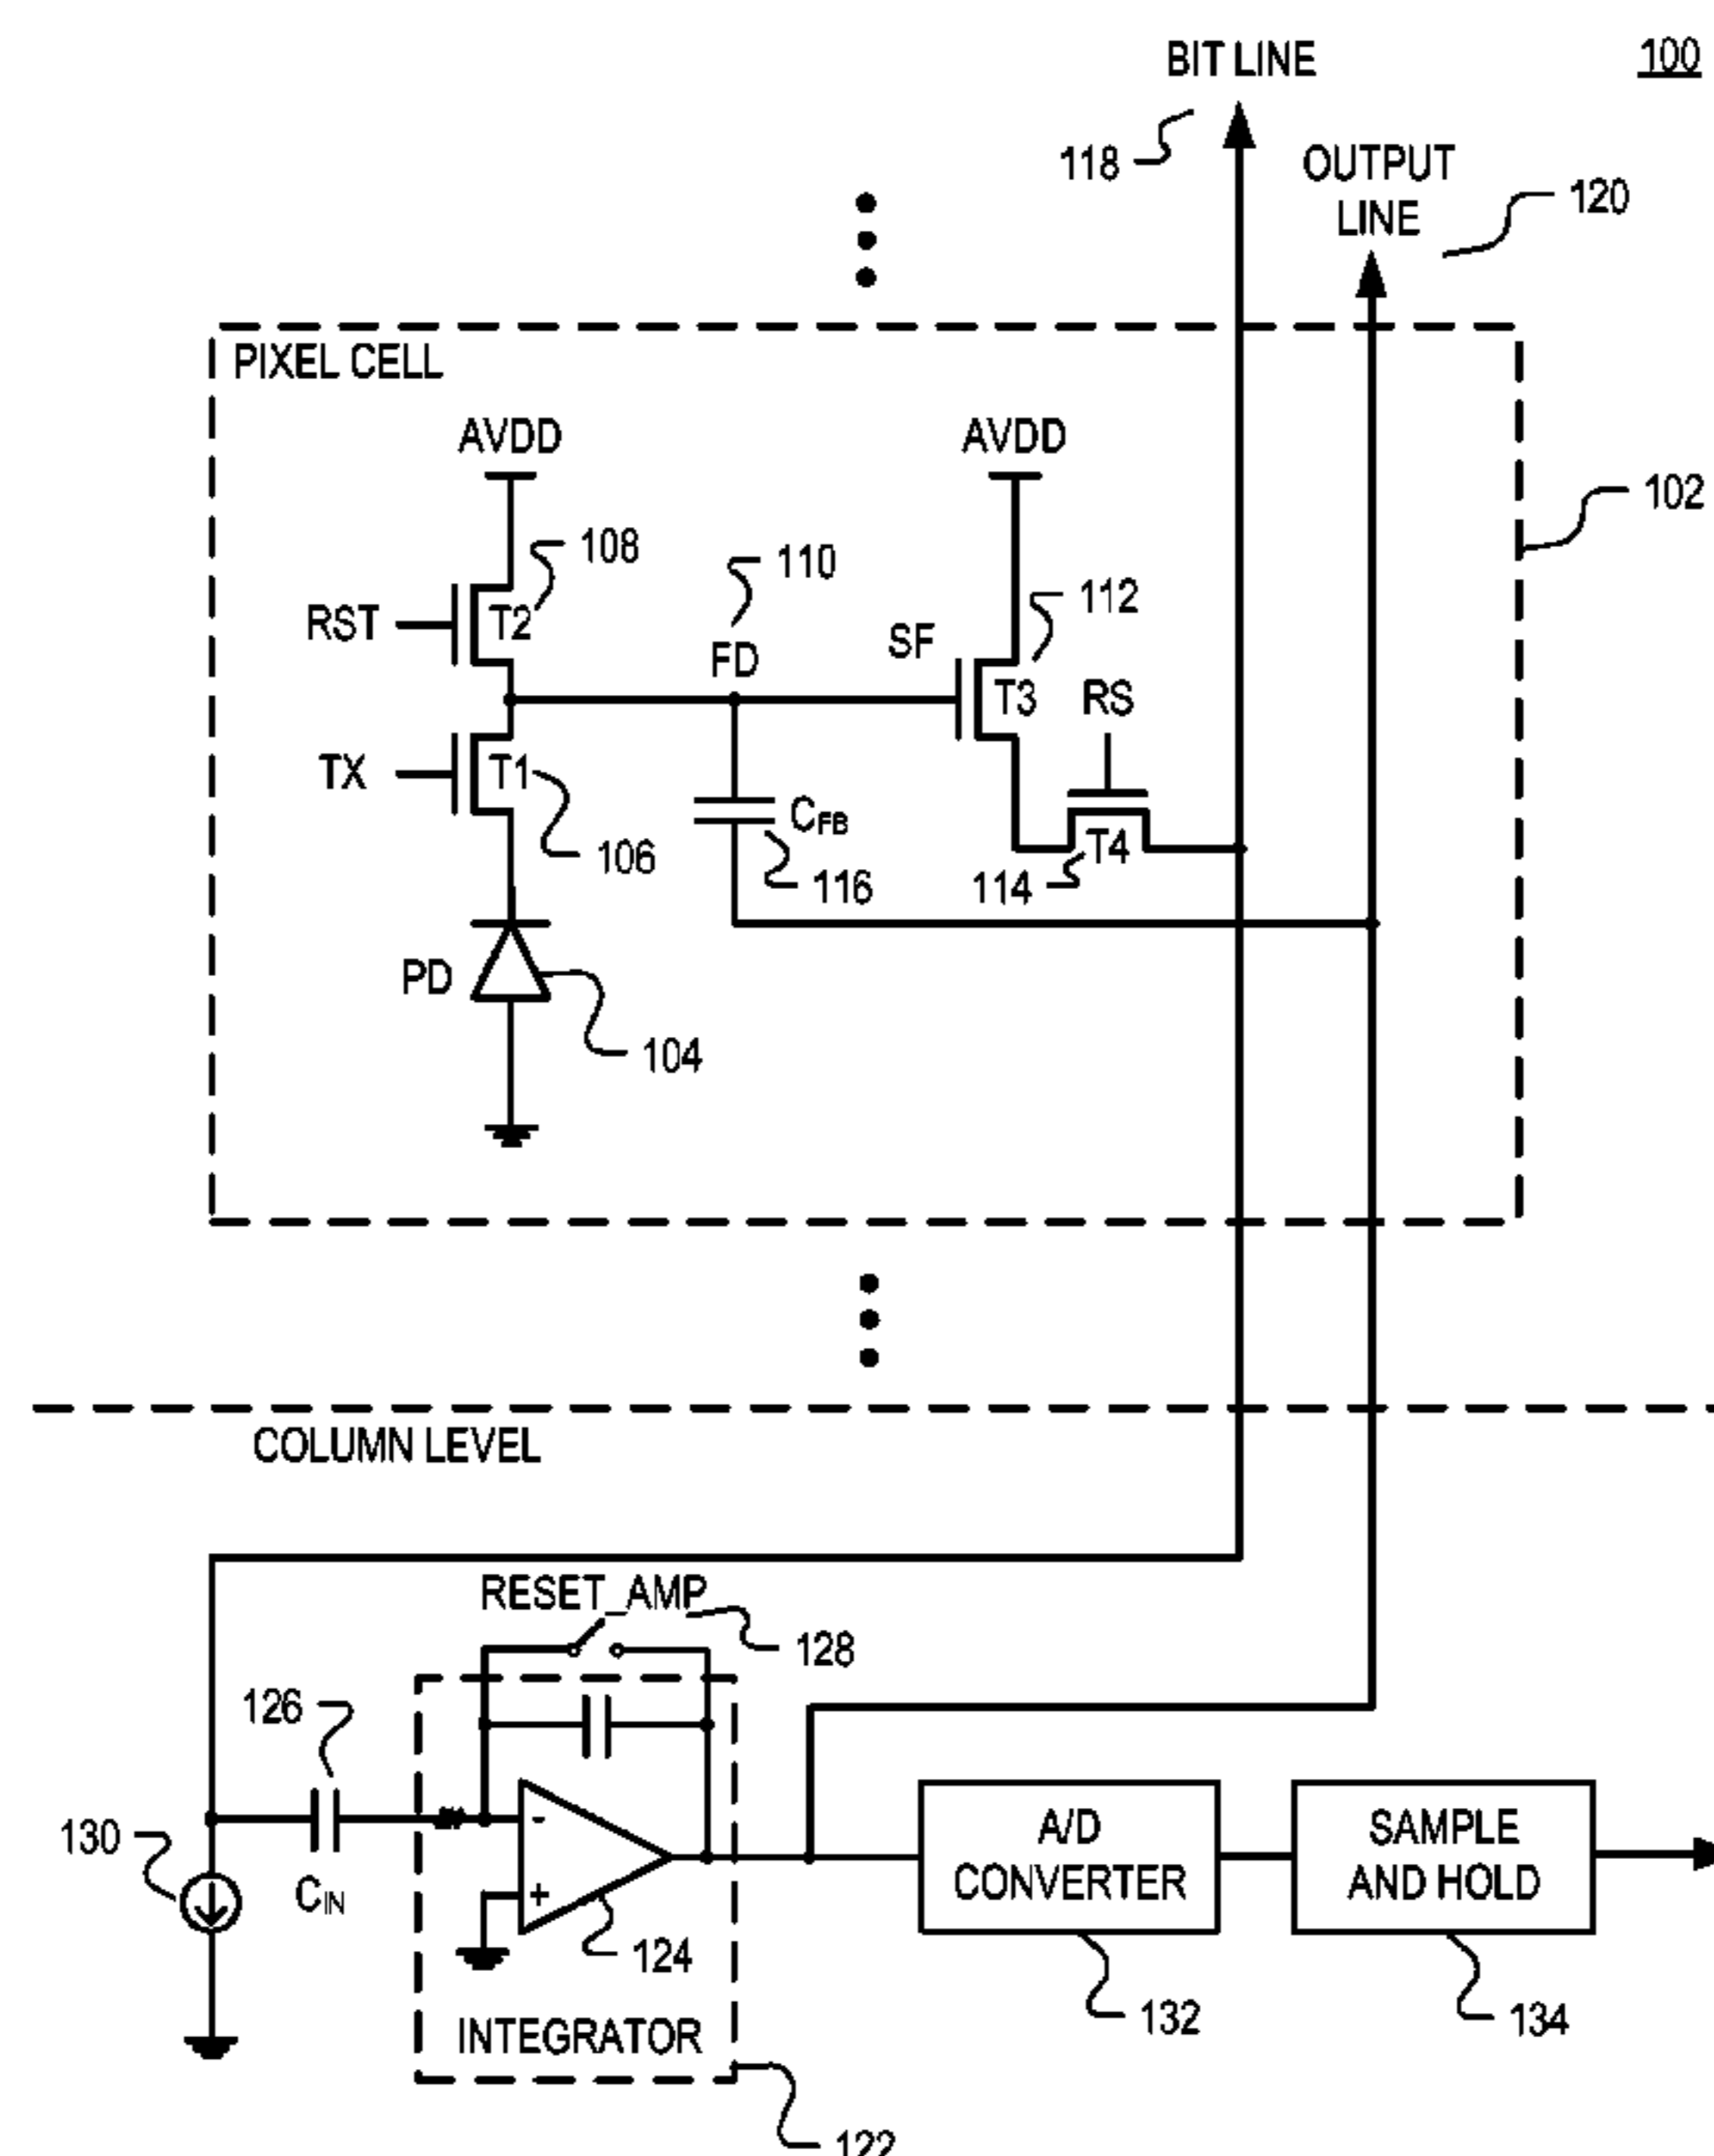 100
BIT LINE
118
OUTPUT
LINE
120
PIXEL CELL
AVDD
AVDD
102
108
110
112
RST
T2
FD
SF
T3
RS
TX
T1
C_FB
T4
106
116
114
PD
104
COLUMN LEVEL
RESET_AMP
128
126
130
-
A/D
CONVERTER
SAMPLE
AND HOLD
C_IN
+
124
132
134
INTEGRATOR
122